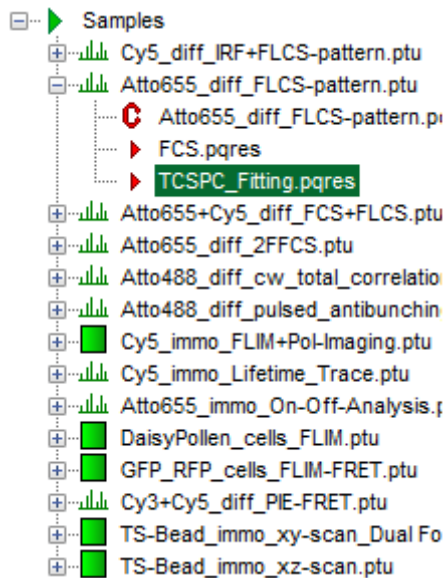 Samples
Cy5_diff_IRF+FLCS-pattern.ptu
Atto655_diff_FLCS-pattern.ptu
Atto655_diff_FLCS-pattern.p
FCS.pqres
TCSPC_Fitting.pqres
Atto655+Cy5_diff_FCS+FLCS.ptu
Atto655_diff_2FFCS.ptu
Atto488_diff_cw_total_correlatio
Atto488_diff_pulsed_antibunchin
Cy5_immo_FLIM+Pol-Imaging.ptu
Cy5_immo_Lifetime_Trace.ptu
Atto655_immo_On-Off-Analysis.p
DaisyPollen_cells_FLIM.ptu
GFP_RFP_cells_FLIM-FRET.ptu
Cy3+Cy5_diff_PIE-FRET.ptu
TS-Bead_immo_xy-scan_Dual Fo
TS-Bead_immo_xz-scan.ptu